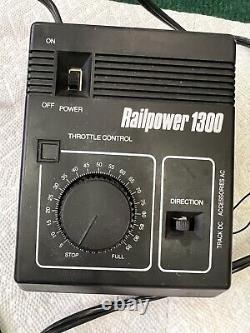 ON
OFF POWER
Railpower 1300
THROTTLE CONTROL
DIRECTION
STOP FULL
TRACK DC ACCESSORIES AC